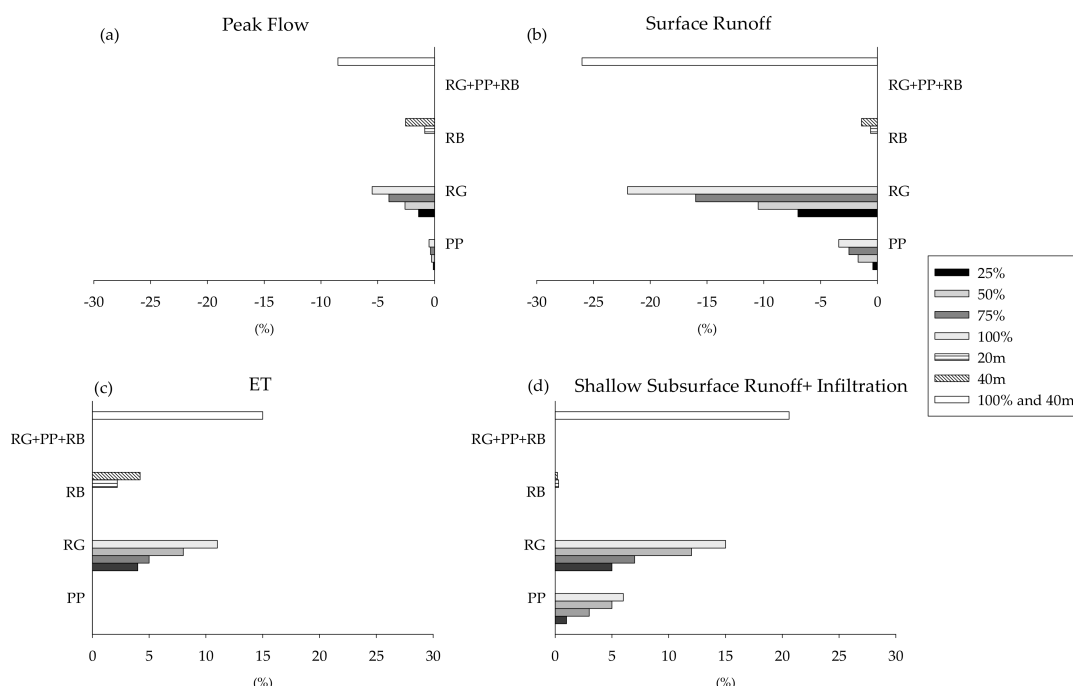 (a)
Peak Flow
RG+PP+RB
RB
RG
PP
-30 -25 -20 -15 -10 -5 0
(%)
(b)
Surface Runoff
RG+PP+RB
RB
RG
PP
-30 -25 -20 -15 -10 -5 0
(%)
25%
50%
75%
100%
20m
40m
100% and 40m
(c)
ET
RG+PP+RB
RB
RG
PP
0 5 10 15 20 25 30
(%)
(d)
Shallow Subsurface Runoff+ Infiltration
RG+PP+RB
RB
RG
PP
0 5 10 15 20 25 30
(%)